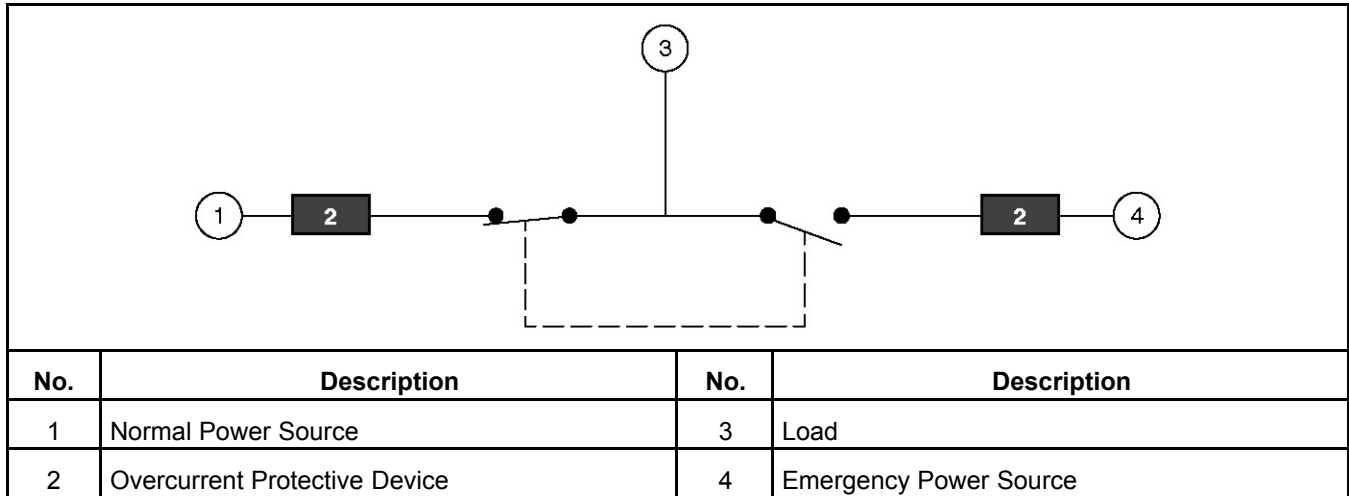 3
1
2
2
4
No. Description No. Description
1 Normal Power Source 3 Load
2 Overcurrent Protective Device 4 Emergency Power Source